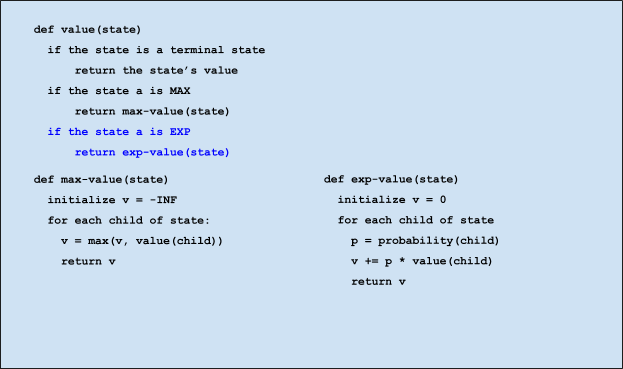 def value(state)
if the state is a terminal state
return the state’s value
if the state a is MAX
return max-value(state)
if the state a is EXP
return exp-value(state)
def max-value(state)
initialize v = -INF
for each child of state:
v = max(v, value(child))
return v
def exp-value(state)
initialize v = 0
for each child of state
p = probability(child)
v += p * value(child)
return v